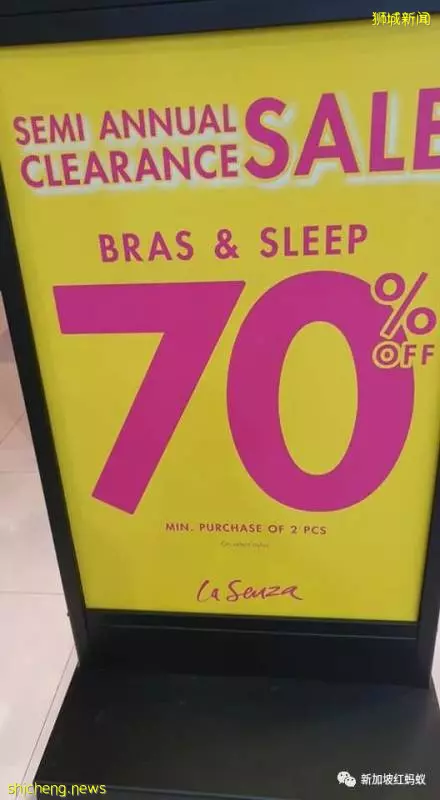 狮城新闻
SEMI ANNUAL
CLEARANCE SALE
BRAS & SLEEP
70% OFF
MIN. PURCHASE OF 2 PCS
La Senza
新加坡红蚂蚁
shicheng.news